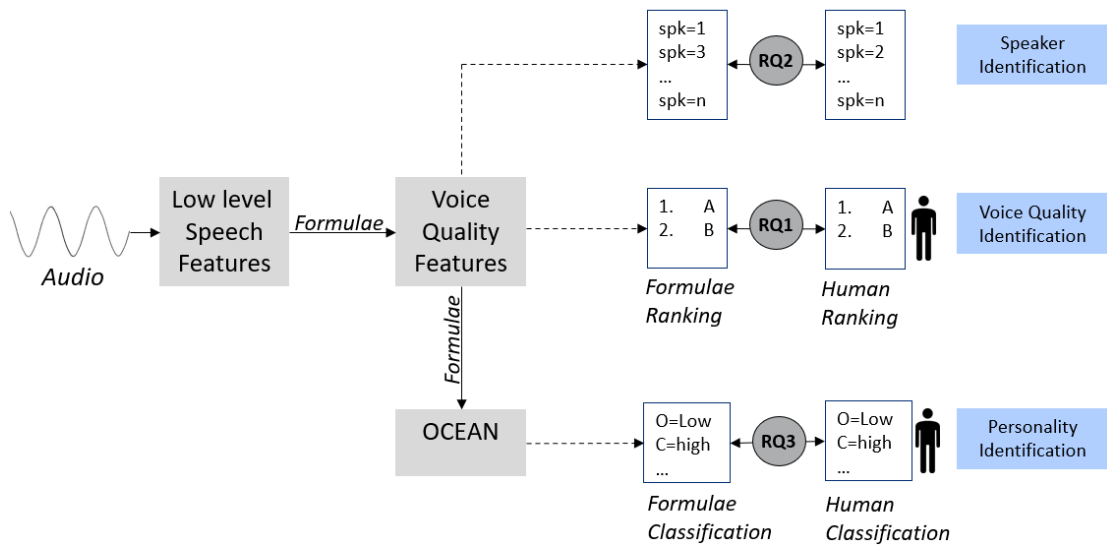 spk=1
spk=3
...
spk=n
RQ2
spk=1
spk=2
...
spk=n
Speaker
Identification
Audio
Low level
Speech
Features
Formulae
Voice
Quality
Features
1. A
2. B
Formulae
Ranking
RQ1
1. A
2. B
Human
Ranking
Voice Quality
Identification
Formulae
OCEAN
O=Low
C=high
...
Formulae
Classification
RQ3
O=Low
C=high
...
Human
Classification
Personality
Identification